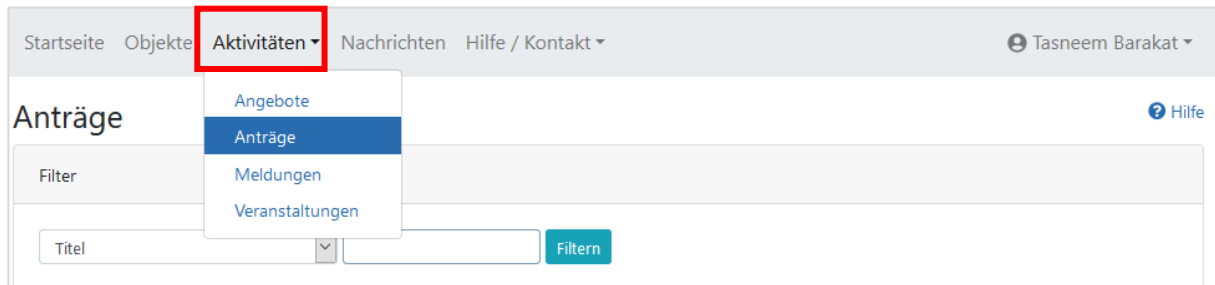 Startseite Objekte Aktivitäten Nachrichten Hilfe / Kontakt Tasneem Barakat
Angebote
Anträge Hilfe
Anträge
Filter Meldungen
Veranstaltungen
Titel Filtern